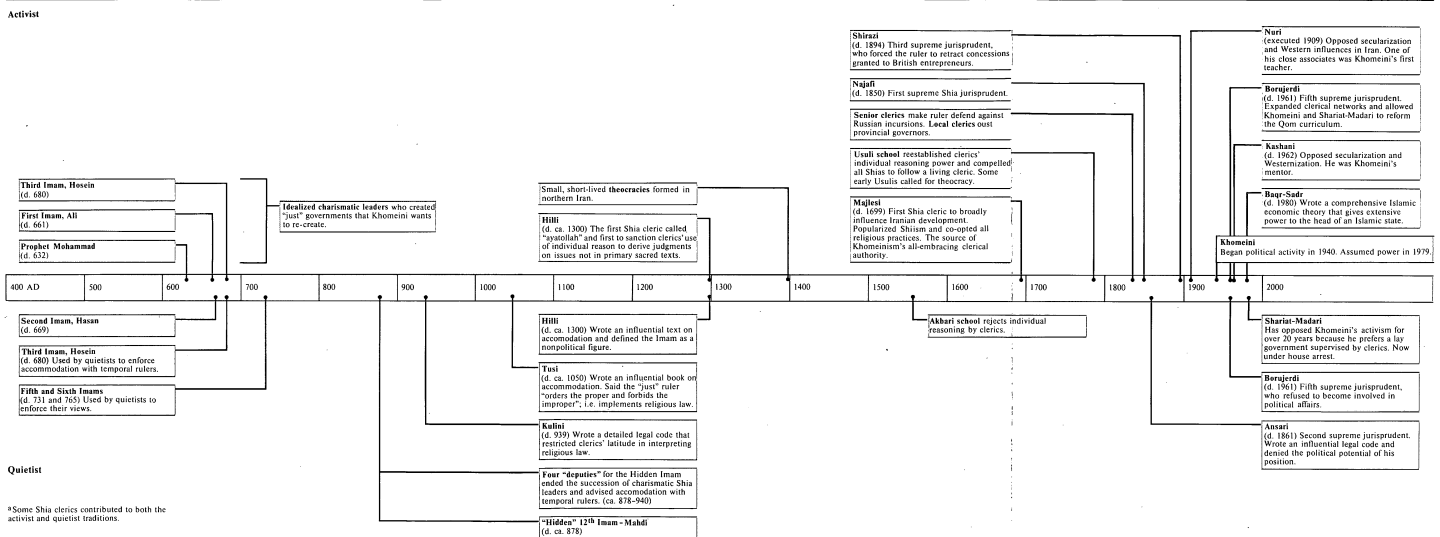 Activist
Third Imam, Hosein
(d. 680)
First Imam, Ali
(d. 661)
Prophet Mohammad
(d. 632)
Idealized charismatic leaders who created
"just" governments that Khomeini wants
to re-create.
Small, short-lived theocracies formed in
northern Iran.
Hilli
(d. ca. 1300) The first Shia cleric called
"ayatollah" and first to sanction clerics' use
of individual reason to derive judgments
on issues not in primary sacred texts.
Shirazi
(d. 1894) Third supreme jurisprudent,
who forced the ruler to retract concessions
granted to British entrepreneurs.
Najafi
(d. 1850) First supreme Shia jurisprudent.
Senior clerics make ruler defend against
Russian incursions. Local clerics oust
provincial governors.
Usuli school reestablished clerics'
individual reasoning power and compelled
all Shias to follow a living cleric. Some
early Usulis called for theocracy.
Majlesi
(d. 1699) First Shia cleric to broadly
influence Iranian development.
Popularized Shiism and co-opted all
religious practices. The source of
Khomeinism's all-embracing clerical
authority.
Nuri
(executed 1909) Opposed secularization
and Western influences in Iran. One of
his close associates was Khomeini's first
teacher.
Borujerdi
(d. 1961) Fifth supreme jurisprudent.
Expanded clerical networks and allowed
Khomeini and Shariat-Madari to reform
the Qom curriculum.
Kashani
(d. 1962) Opposed secularization and
Westernization. He was Khomeini's
mentor.
Baqr-Sadr
(d. 1980) Wrote a comprehensive Islamic
economic theory that gives extensive
power to the head of an Islamic state.
Khomeini
Began political activity in 1940. Assumed power in 1979.
400 AD 500 600 700 800 900 1000 1100 1200 1300 1400 1500 1600 1700 1800 1900 2000
Second Imam, Hasan
(d. 669)
Third Imam, Hosein
(d. 680) Used by quietists to enforce
accommodation with temporal rulers.
Fifth and Sixth Imams
(d. 731 and 765) Used by quietists to
enforce their views.
Hilli
(d. ca. 1300) Wrote an influential text on
accomodation and defined the Imam as a
nonpolitical figure.
Tusi
(d. ca. 1050) Wrote an influential book on
accommodation. Said the "just" ruler
"orders the proper and forbids the
improper"; i.e. implements religious law.
Kulini
(d. 939) Wrote a detailed legal code that
restricted clerics' latitude in interpreting
religious law.
Four "deputies" for the Hidden Imam
ended the succession of charismatic Shia
leaders and advised accomodation with
temporal rulers. (ca. 878-940)
"Hidden" 12th Imam-Mahdi
(d. ca. 878)
Akbari school rejects individual
reasoning by clerics.
Shariat-Madari
Has opposed Khomeini's activism for
over 20 years because he prefers a lay
government supervised by clerics. Now
under house arrest.
Borujerdi
(d. 1961) Fifth supreme jurisprudent,
who refused to become involved in
political affairs.
Ansari
(d. 1861) Second supreme jurisprudent.
Wrote an influential legal code and
denied the political potential of his
position.
Quietist
a Some Shia clerics contributed to both the
activist and quietist traditions.